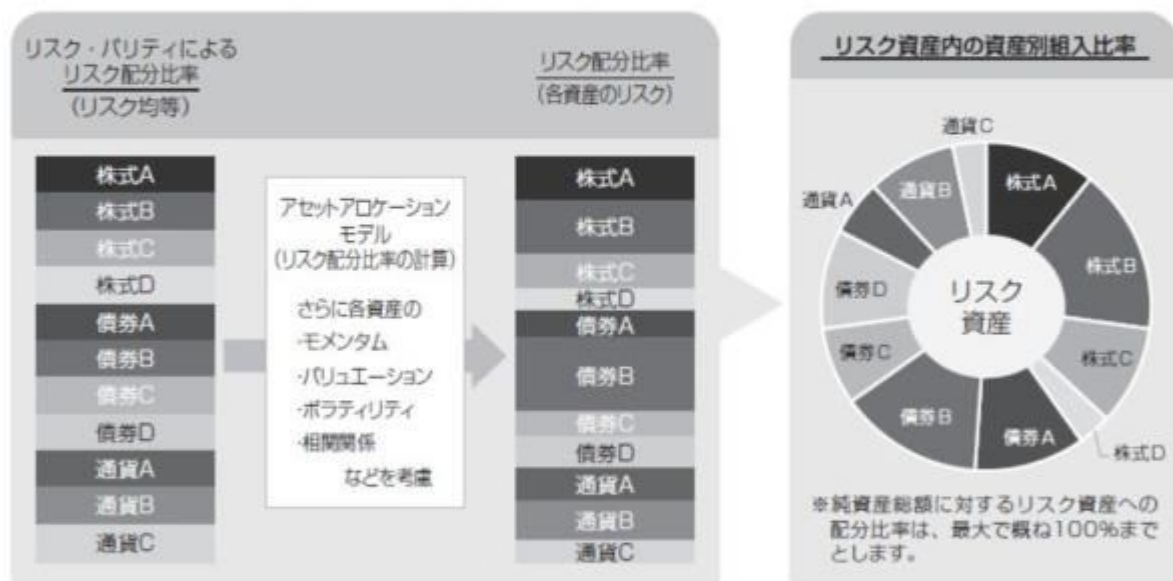 リスク・パリティによる
リスク配分比率
(リスク均等)
株式A
株式B
株式C
株式D
債券A
債券B
債券C
債券D
通貨A
通貨B
通貨C
アセットアロケーション
モデル
(リスク配分比率の計算)
さらに各資産の
・モメンタム
・バリュエーション
・ボラティリティ
・相関関係
などを考慮
リスク配分比率
(各資産のリスク)
株式A
株式B
株式C
株式D
債券A
債券B
債券C
債券D
通貨A
通貨B
通貨C
リスク資産内の資産別組入比率
通貨C
株式A
株式B
株式C
株式D
債券A
債券B
債券C
債券D
通貨A
通貨B
リスク
資産
※純資産総額に対するリスク資産への
配分比率は、最大で概ね100%まで
とします。